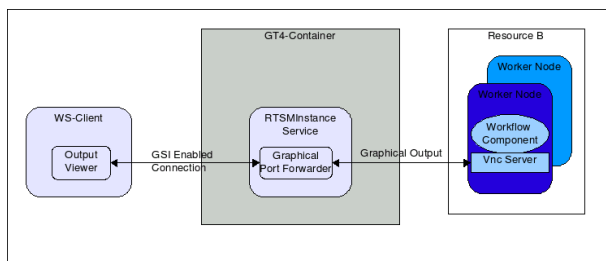 GT4-Container
Resource B
Worker Node
Worker Node
WS-Client
RTSMInstance
Service
Workflow
Component
Output
Viewer
GSI Enabled
Connection
Graphical
Port Forwarder
Graphical Output
Vnc Server